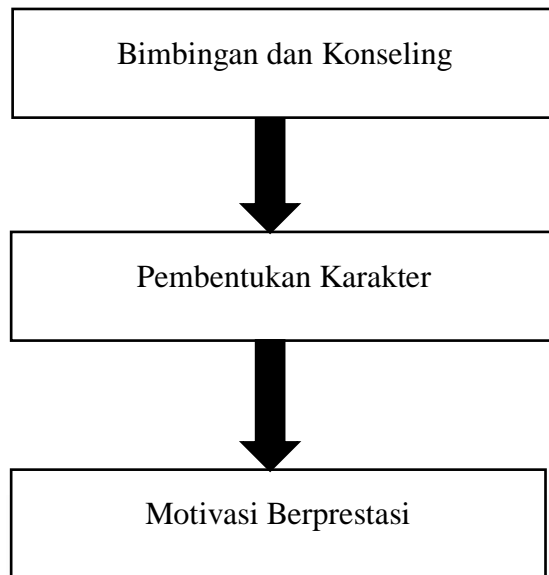 Bimbingan dan Konseling
Pembentukan Karakter
Motivasi Berprestasi